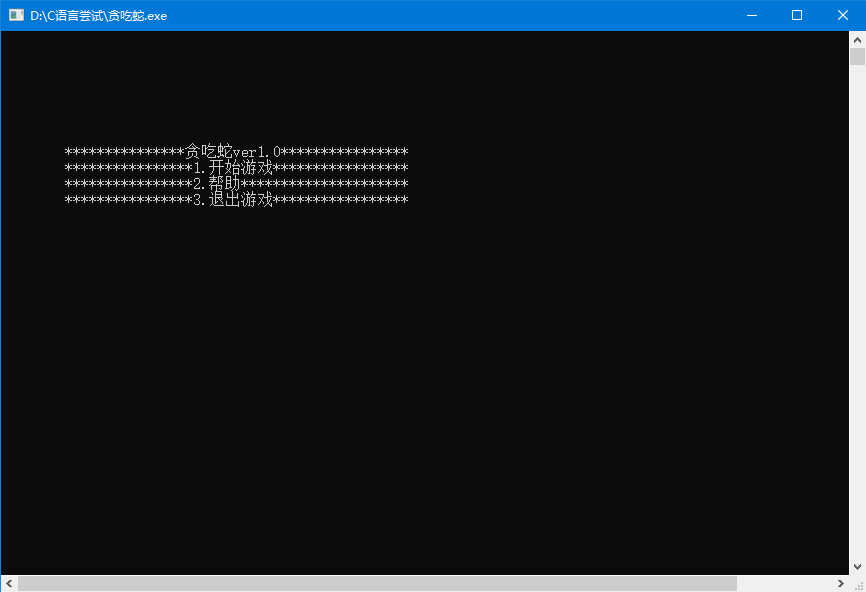 D:\C语言尝试\贪吃蛇.exe
***************贪吃蛇ver1.0****************
****************1.开始游戏*****************
****************2.帮助*********************
****************3.退出游戏*****************